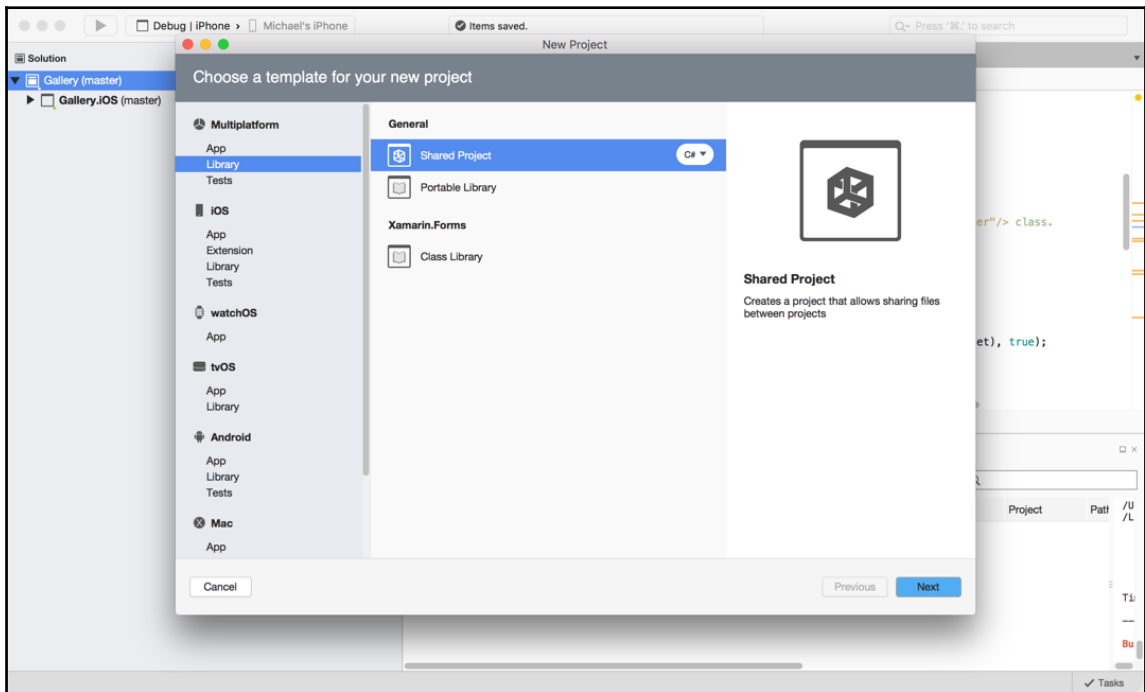 Debug | iPhone › Michael's iPhone
Items saved.
Press '⌘.' to search
New Project
Solution
Gallery (master)
Gallery.iOS (master)
Choose a template for your new project
Multiplatform
App
Library
Tests
iOS
App
Extension
Library
Tests
watchOS
App
tvOS
App
Library
Android
App
Library
Tests
Mac
App
General
Shared Project
C#
Portable Library
Xamarin.Forms
Class Library
Shared Project
Creates a project that allows sharing files
between projects
er"/> class.
et), true);
Project
Path
/U
/L
Ti
Bu
Cancel
Previous
Next
Tasks